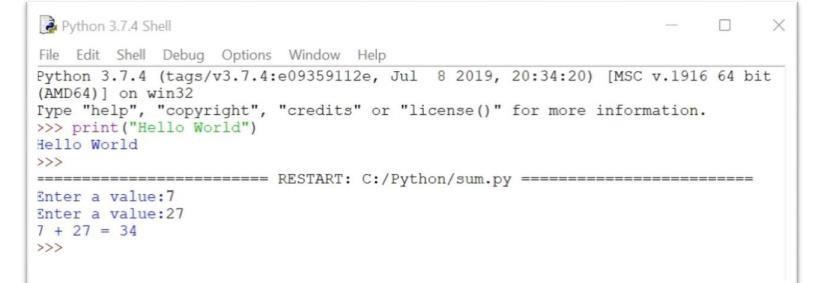 Python 3.7.4 Shell
File Edit Shell Debug Options Window Help
Python 3.7.4 (tags/v3.7.4:e09359112e, Jul  8 2019, 20:34:20) [MSC v.1916 64 bit
(AMD64)] on win32
Type "help", "copyright", "credits" or "license()" for more information.
>>> print("Hello World")
Hello World
>>>
========================= RESTART: C:/Python/sum.py =========================
Enter a value:7
Enter a value:27
7 + 27 = 34
>>>